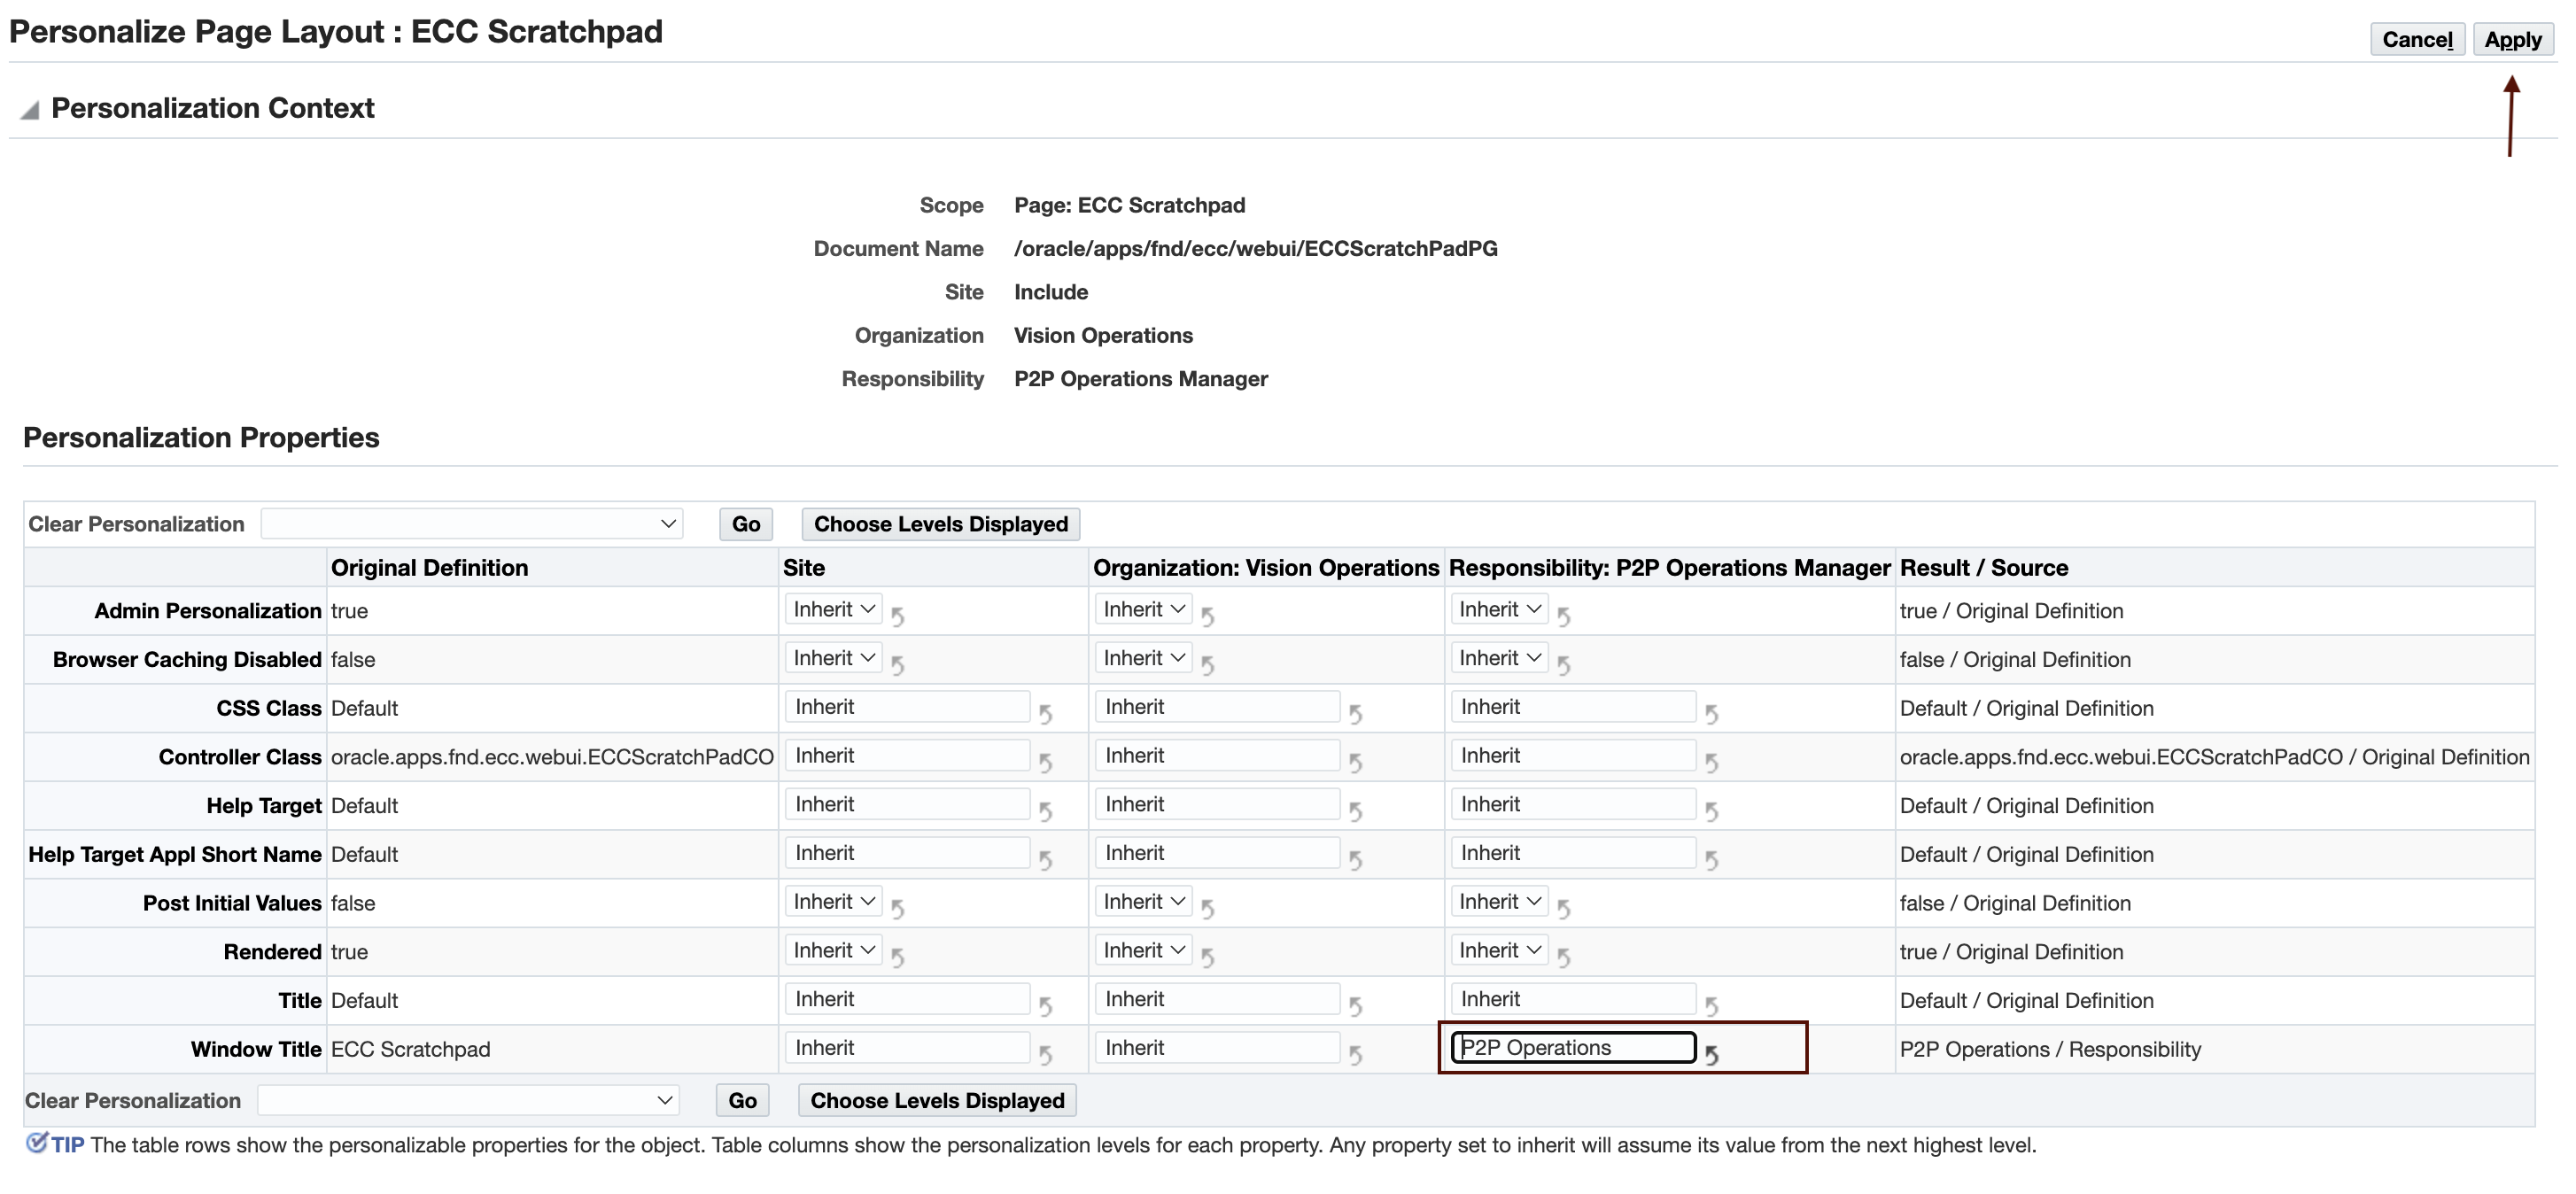 Personalize Page Layout : ECC Scratchpad
Cancel Apply
Personalization Context
Scope Page: ECC Scratchpad
Document Name /oracle/apps/fnd/ecc/webui/ECCScratchPadPG
Site Include
Organization Vision Operations
Responsibility P2P Operations Manager
Personalization Properties
Clear Personalization Go Choose Levels Displayed
Original Definition Site Organization: Vision Operations Responsibility: P2P Operations Manager Result / Source
Admin Personalization true Inherit Inherit Inherit true / Original Definition
Browser Caching Disabled false Inherit Inherit Inherit false / Original Definition
CSS Class Default Inherit Inherit Inherit Default / Original Definition
Controller Class oracle.apps.fnd.ecc.webui.ECCScratchPadCO Inherit Inherit Inherit oracle.apps.fnd.ecc.webui.ECCScratchPadCO / Original Definition
Help Target Default Inherit Inherit Inherit Default / Original Definition
Help Target Appl Short Name Default Inherit Inherit Inherit Default / Original Definition
Post Initial Values false Inherit Inherit Inherit false / Original Definition
Rendered true Inherit Inherit Inherit true / Original Definition
Title Default Inherit Inherit Inherit Default / Original Definition
Window Title ECC Scratchpad Inherit Inherit P2P Operations P2P Operations / Responsibility
Clear Personalization Go Choose Levels Displayed
TIP The table rows show the personalizable properties for the object. Table columns show the personalization levels for each property. Any property set to inherit will assume its value from the next highest level.